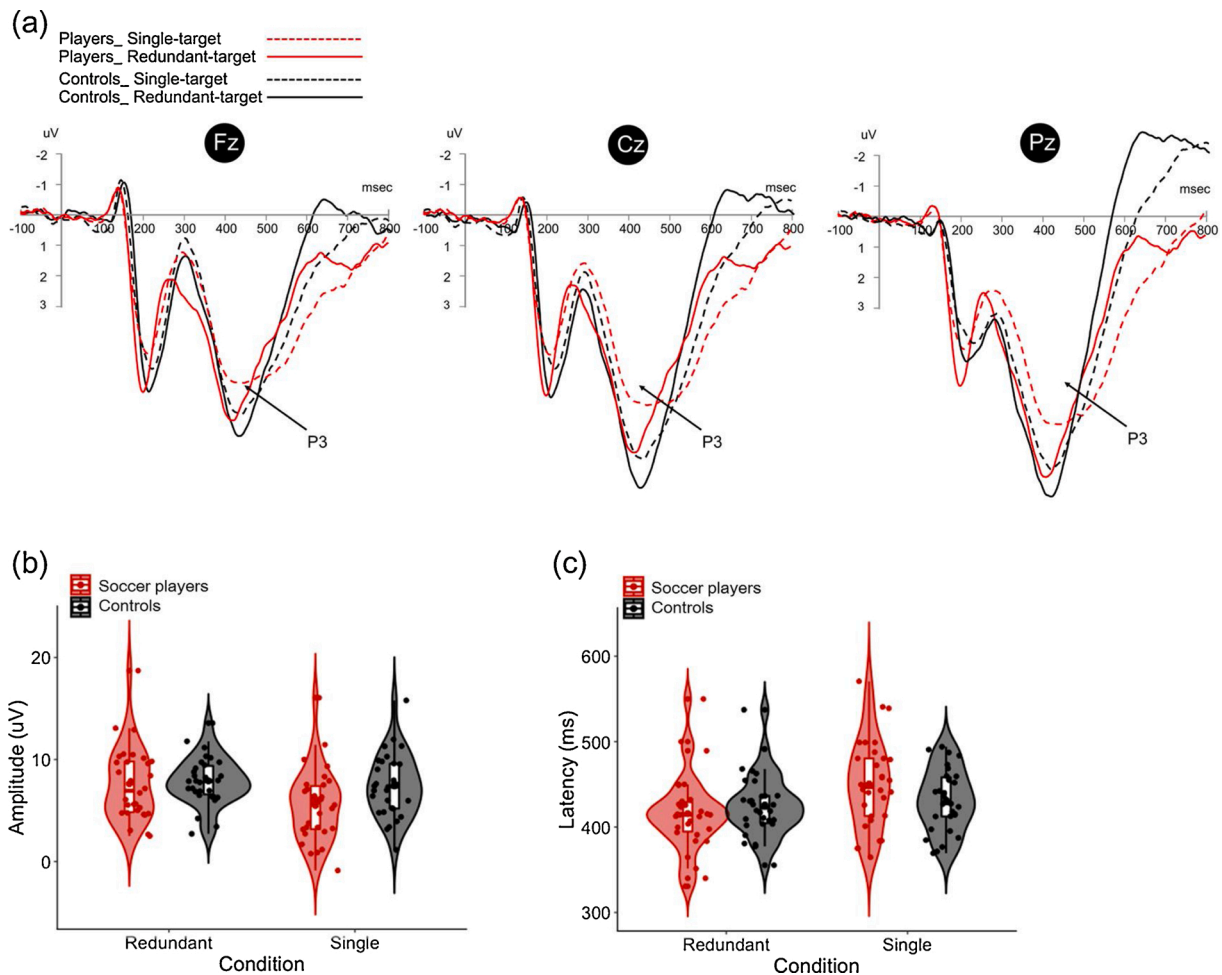 (a)
Players_ Single-target
Players_ Redundant-target
Controls_ Single-target
Controls_ Redundant-target
uV Fz
-2
-1
msec
-100 100 200 300 400 500 600 700 800
1
2
3
P3
uV Cz
-2
-1
msec
-100 100 200 300 400 500 600 700 800
1
2
3
P3
uV Pz
-2
-1
msec
-100 100 200 300 400 500 600 700 800
1
2
3
P3
(b)
Soccer players
Controls
Amplitude (uV)
20
10
0
Redundant Single
Condition
(c)
Soccer players
Controls
Latency (ms)
600
500
400
300
Redundant Single
Condition